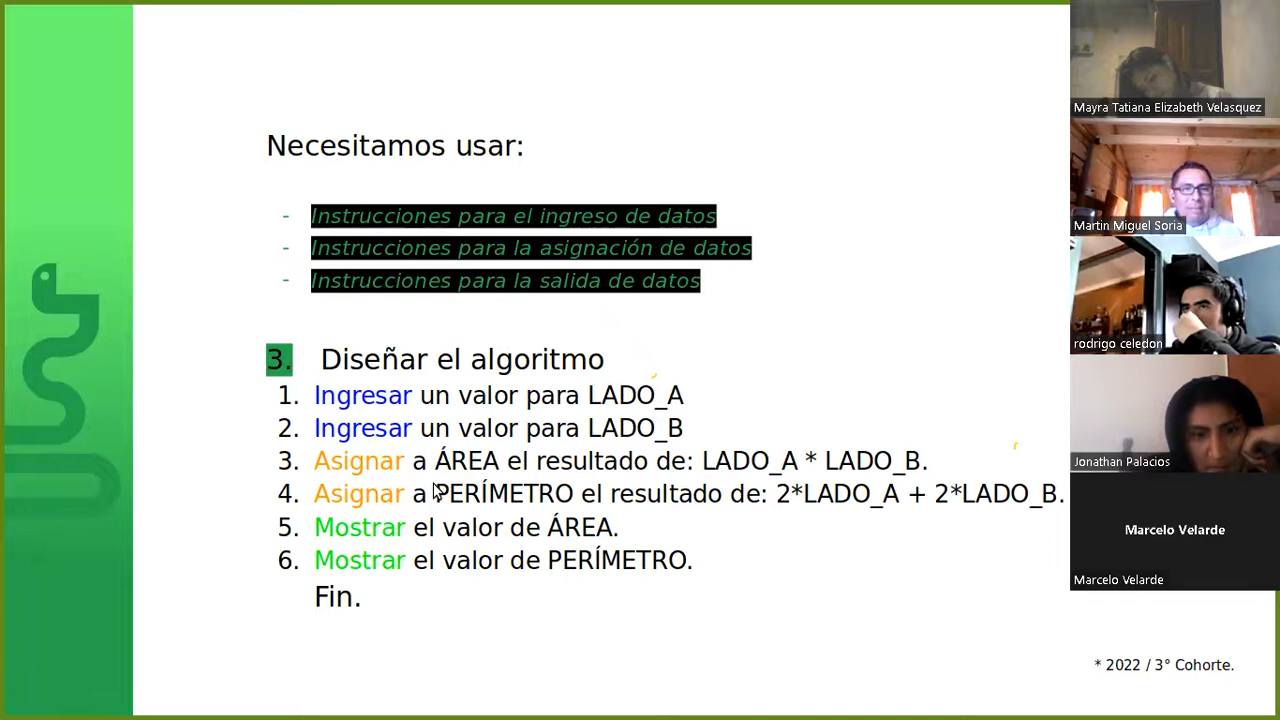 Necesitamos usar:
- Instrucciones para el ingreso de datos
- Instrucciones para la asignación de datos
- Instrucciones para la salida de datos
3. Diseñar el algoritmo
1. Ingresar un valor para LADO_A
2. Ingresar un valor para LADO_B
3. Asignar a ÁREA el resultado de: LADO_A * LADO_B.
4. Asignar a PERÍMETRO el resultado de: 2*LADO_A + 2*LADO_B.
5. Mostrar el valor de ÁREA.
6. Mostrar el valor de PERÍMETRO.
Fin.
* 2022 / 3° Cohorte.
Mayra Tatiana Elizabeth Velasquez
Martin Miguel Soria
rodrigo celedon
Jonathan Palacios
Marcelo Velarde
Marcelo Velarde